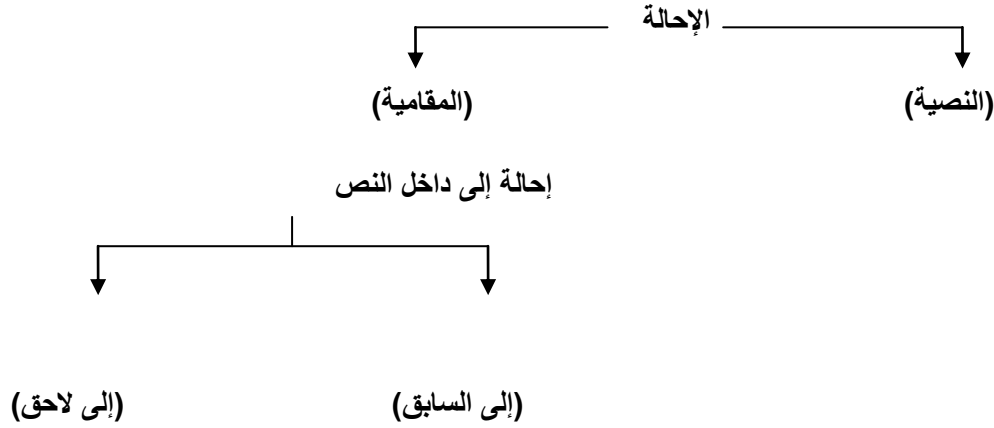 الإحالة
(النصية) (المقامية)
إحالة إلى داخل النص
(إلى السابق) (إلى لاحق)